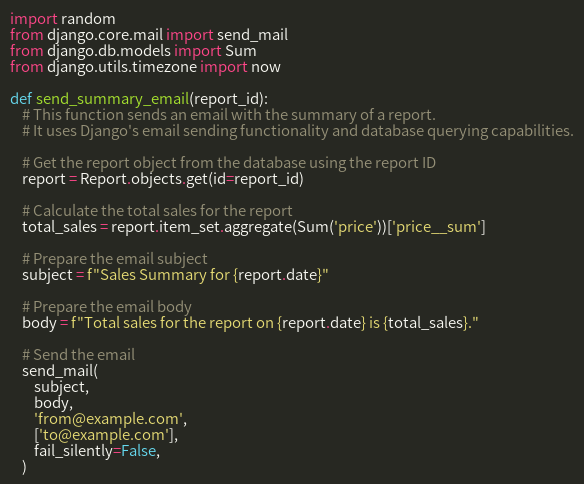 import random
from django.core.mail import send_mail
from django.db.models import Sum
from django.utils.timezone import now

def send_summary_email(report_id):
    # This function sends an email with the summary of a report.
    # It uses Django's email sending functionality and database querying capabilities.

    # Get the report object from the database using the report ID
    report = Report.objects.get(id=report_id)

    # Calculate the total sales for the report
    total_sales = report.item_set.aggregate(Sum('price'))['price__sum']

    # Prepare the email subject
    subject = f"Sales Summary for {report.date}"

    # Prepare the email body
    body = f"Total sales for the report on {report.date} is {total_sales}."

    # Send the email
    send_mail(
        subject,
        body,
        'from@example.com',
        ['to@example.com'],
        fail_silently=False,
    )